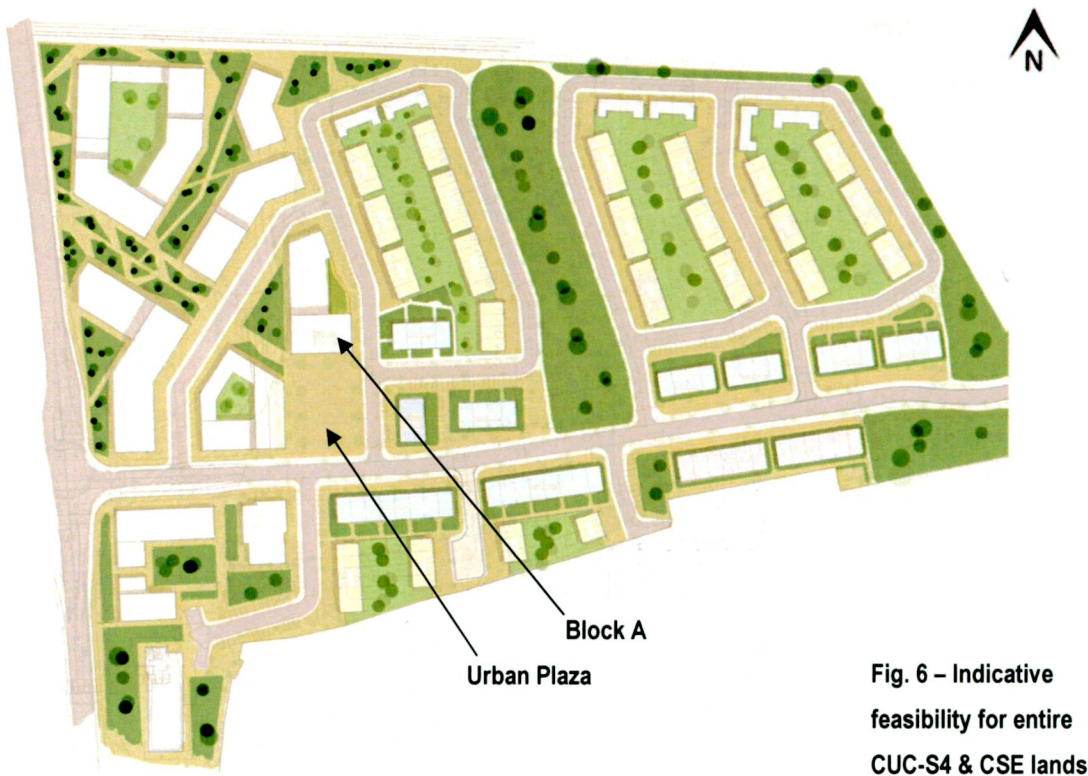 N
Block A
Urban Plaza
Fig. 6 – Indicative
feasibility for entire
CUC-S4 & CSE lands